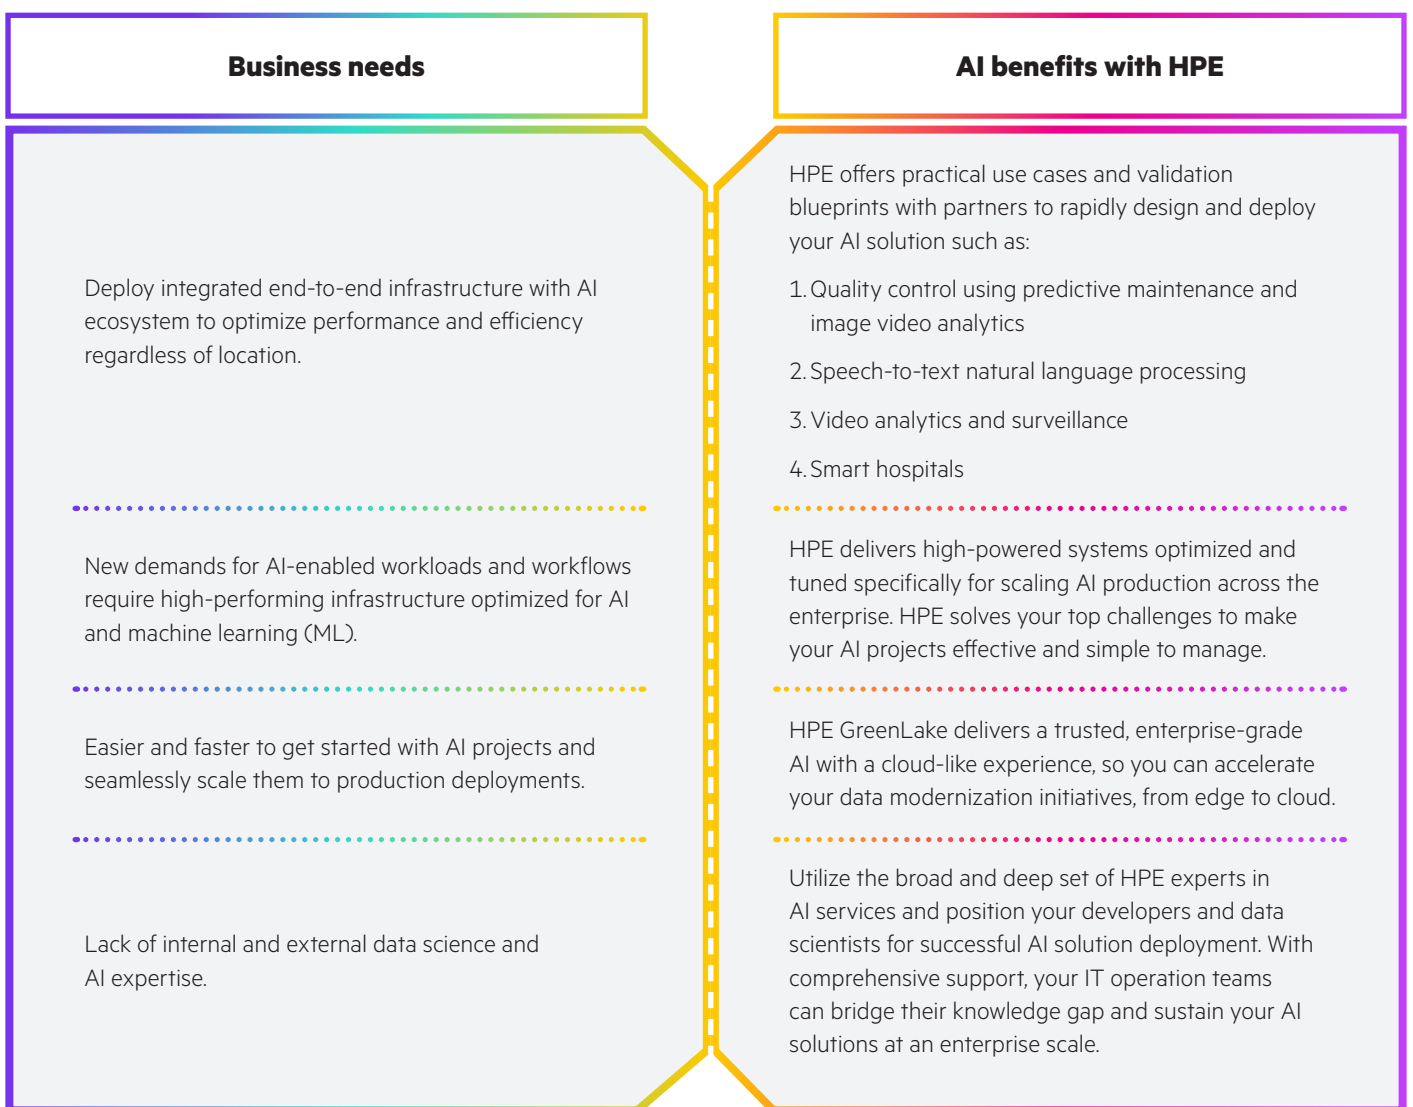 Business needs
AI benefits with HPE
Deploy integrated end-to-end infrastructure with AI
ecosystem to optimize performance and efficiency
regardless of location.
HPE offers practical use cases and validation
blueprints with partners to rapidly design and deploy
your AI solution such as:
1. Quality control using predictive maintenance and
image video analytics
2. Speech-to-text natural language processing
3. Video analytics and surveillance
4. Smart hospitals
New demands for AI-enabled workloads and workflows
require high-performing infrastructure optimized for AI
and machine learning (ML).
HPE delivers high-powered systems optimized and
tuned specifically for scaling AI production across the
enterprise. HPE solves your top challenges to make
your AI projects effective and simple to manage.
Easier and faster to get started with AI projects and
seamlessly scale them to production deployments.
HPE GreenLake delivers a trusted, enterprise-grade
AI with a cloud-like experience, so you can accelerate
your data modernization initiatives, from edge to cloud.
Lack of internal and external data science and
AI expertise.
Utilize the broad and deep set of HPE experts in
AI services and position your developers and data
scientists for successful AI solution deployment. With
comprehensive support, your IT operation teams
can bridge their knowledge gap and sustain your AI
solutions at an enterprise scale.